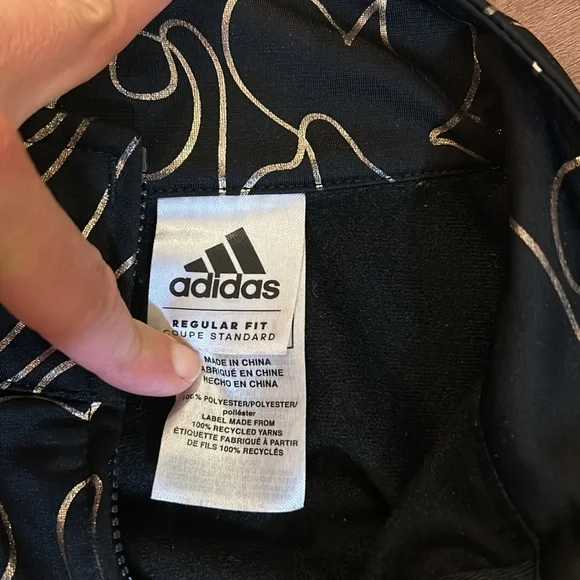 adidas
REGULAR FIT
COUPE STANDARD
MADE IN CHINA
FABRIQUÉ EN CHINE
HECHO EN CHINA
100% POLYESTER/POLYESTER/
poliéster
LABEL MADE FROM
100% RECYCLED YARNS
ÉTIQUETTE FABRIQUÉ À PARTIR
DE FILS 100% RECYCLÉS